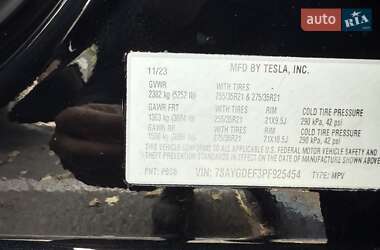 auto RIA.com
11/23 MFD BY TESLA, INC.
GVWR WITH TIRES
2382 kg (5252 lb) 255/35R21 & 275/35R21
GAWR FRT WITH TIRES RIM COLD TIRE PRESSURE
255/35R21 21X9.5J 290 kPa, 42 psi
GAWR RR WITH TIRES RIM COLD TIRE PRESSURE
275/35R21 21X10.5J 290 kPa, 42 psi
THIS VEHICLE CONFORMS TO ALL APPLICABLE FEDERAL MOTOR VEHICLE
SAFETY, BUMPER, AND THEFT PREVENTION STANDARDS IN
EFFECT ON THE DATE OF MANUFACTURE SHOWN ABOVE.
PNT: PBSB VIN: 7SAYGDEF3PF925454 TYPE: MPV